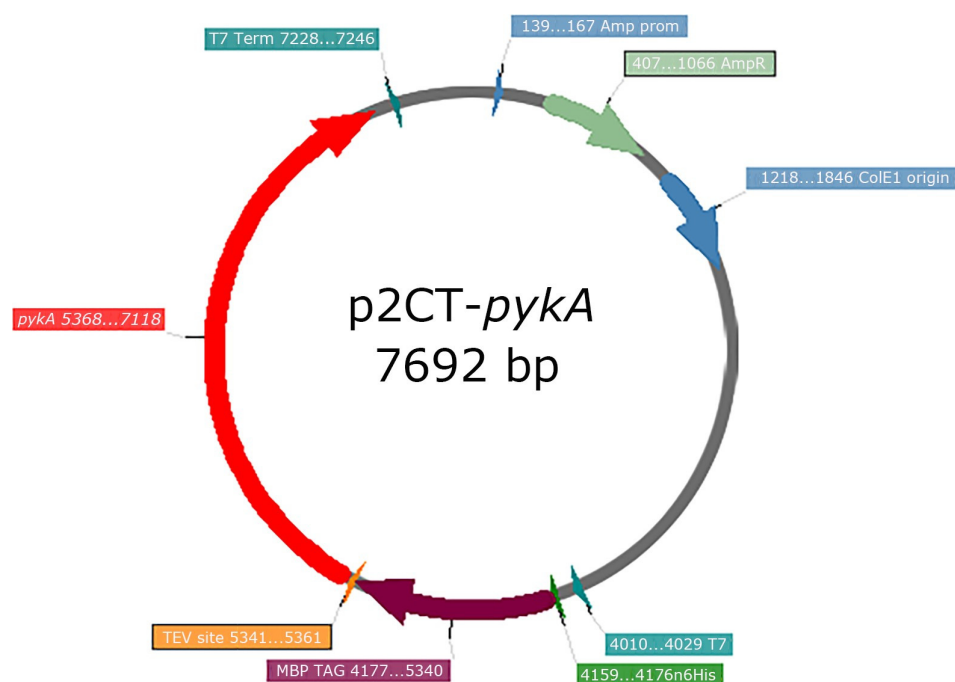 139...167 Amp prom
T7 Term 7228...7246
407...1066 AmpR
1218...1846 ColE1 origin
p2CT-pykA
7692 bp
pykA 5368...7118
TEV site 5341...5361
4010...4029 T7
MBP TAG 4177...5340
4159...4176n6His